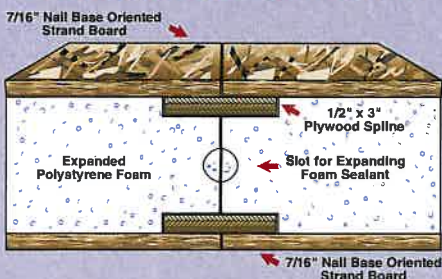 7/16" Nail Base Oriented
Strand Board
1/2" x 3"
Plywood Spline
Expanded
Polystyrene Foam
Slot for Expanding
Foam Sealant
7/16" Nail Base Oriented
Strand Board